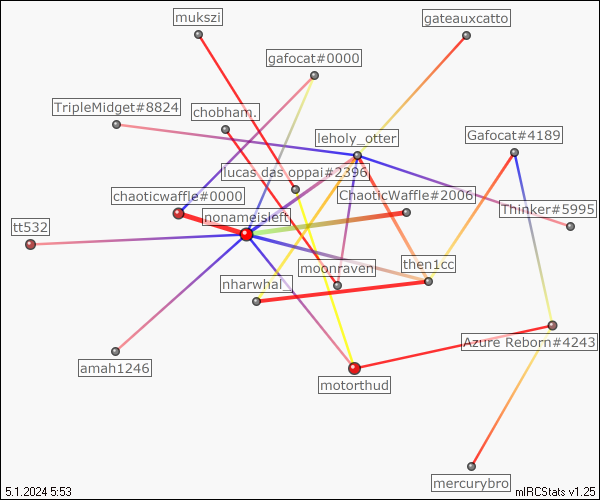 mukszi
gateauxcatto
gafocat#0000
TripleMidget#8824
chobham.
leholy_otter
Gafocat#4189
lucas das oppai#2396
chaoticwaffle#0000
ChaoticWaffle#2006
Thinker#5995
nonameisleft
tt532
moonraven
then1cc
nharwhal_
Azure Reborn#4243
amah1246
motorthud
mercurybro
5.1.2024 5:53
mIRCStats v1.25